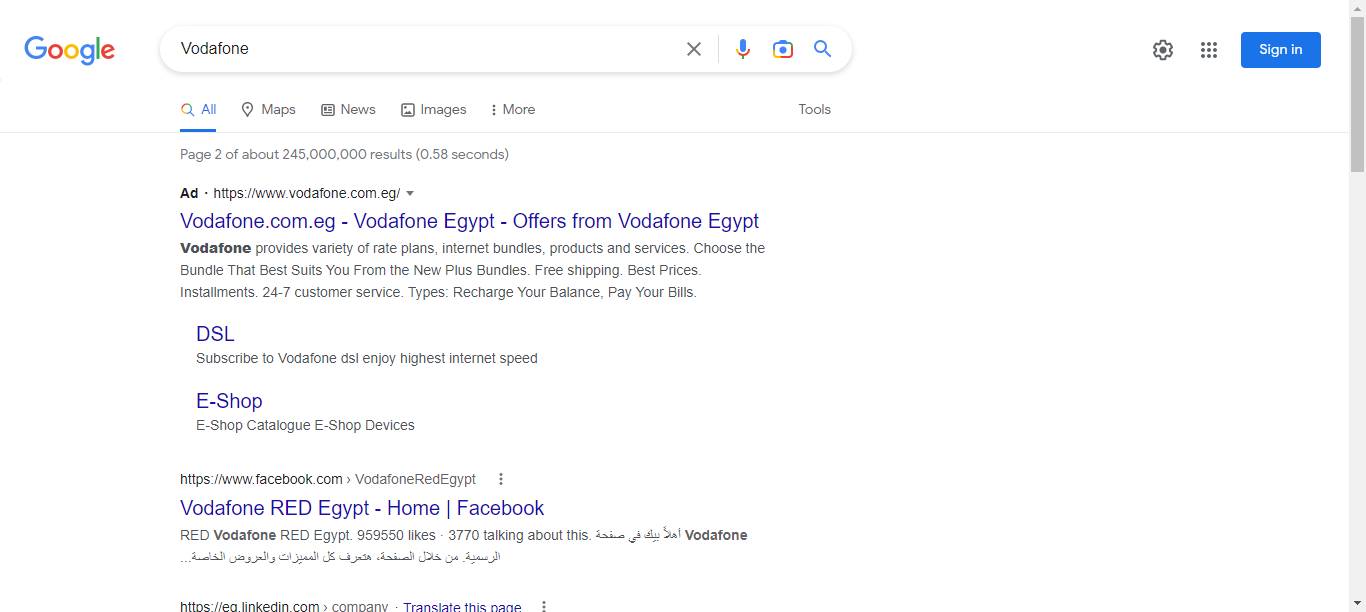 Google
Vodafone
Sign in
All Maps News Images More Tools
Page 2 of about 245,000,000 results (0.58 seconds)
Ad · https://www.vodafone.com.eg/
Vodafone.com.eg - Vodafone Egypt - Offers from Vodafone Egypt
Vodafone provides variety of rate plans, internet bundles, products and services. Choose the
Bundle That Best Suits You From the New Plus Bundles. Free shipping. Best Prices.
Installments. 24-7 customer service. Types: Recharge Your Balance, Pay Your Bills.
DSL
Subscribe to Vodafone dsl enjoy highest internet speed
E-Shop
E-Shop Catalogue E-Shop Devices
https://www.facebook.com › VodafoneRedEgypt
Vodafone RED Egypt - Home | Facebook
RED Vodafone RED Egypt. 959550 likes · 3770 talking about this. أهلاً بيك في صفحة Vodafone
الرسمية. من خلال الصفحة، هتعرف كل المميزات والعروض الخاصة...
https://eg.linkedin.com › company · Translate this page